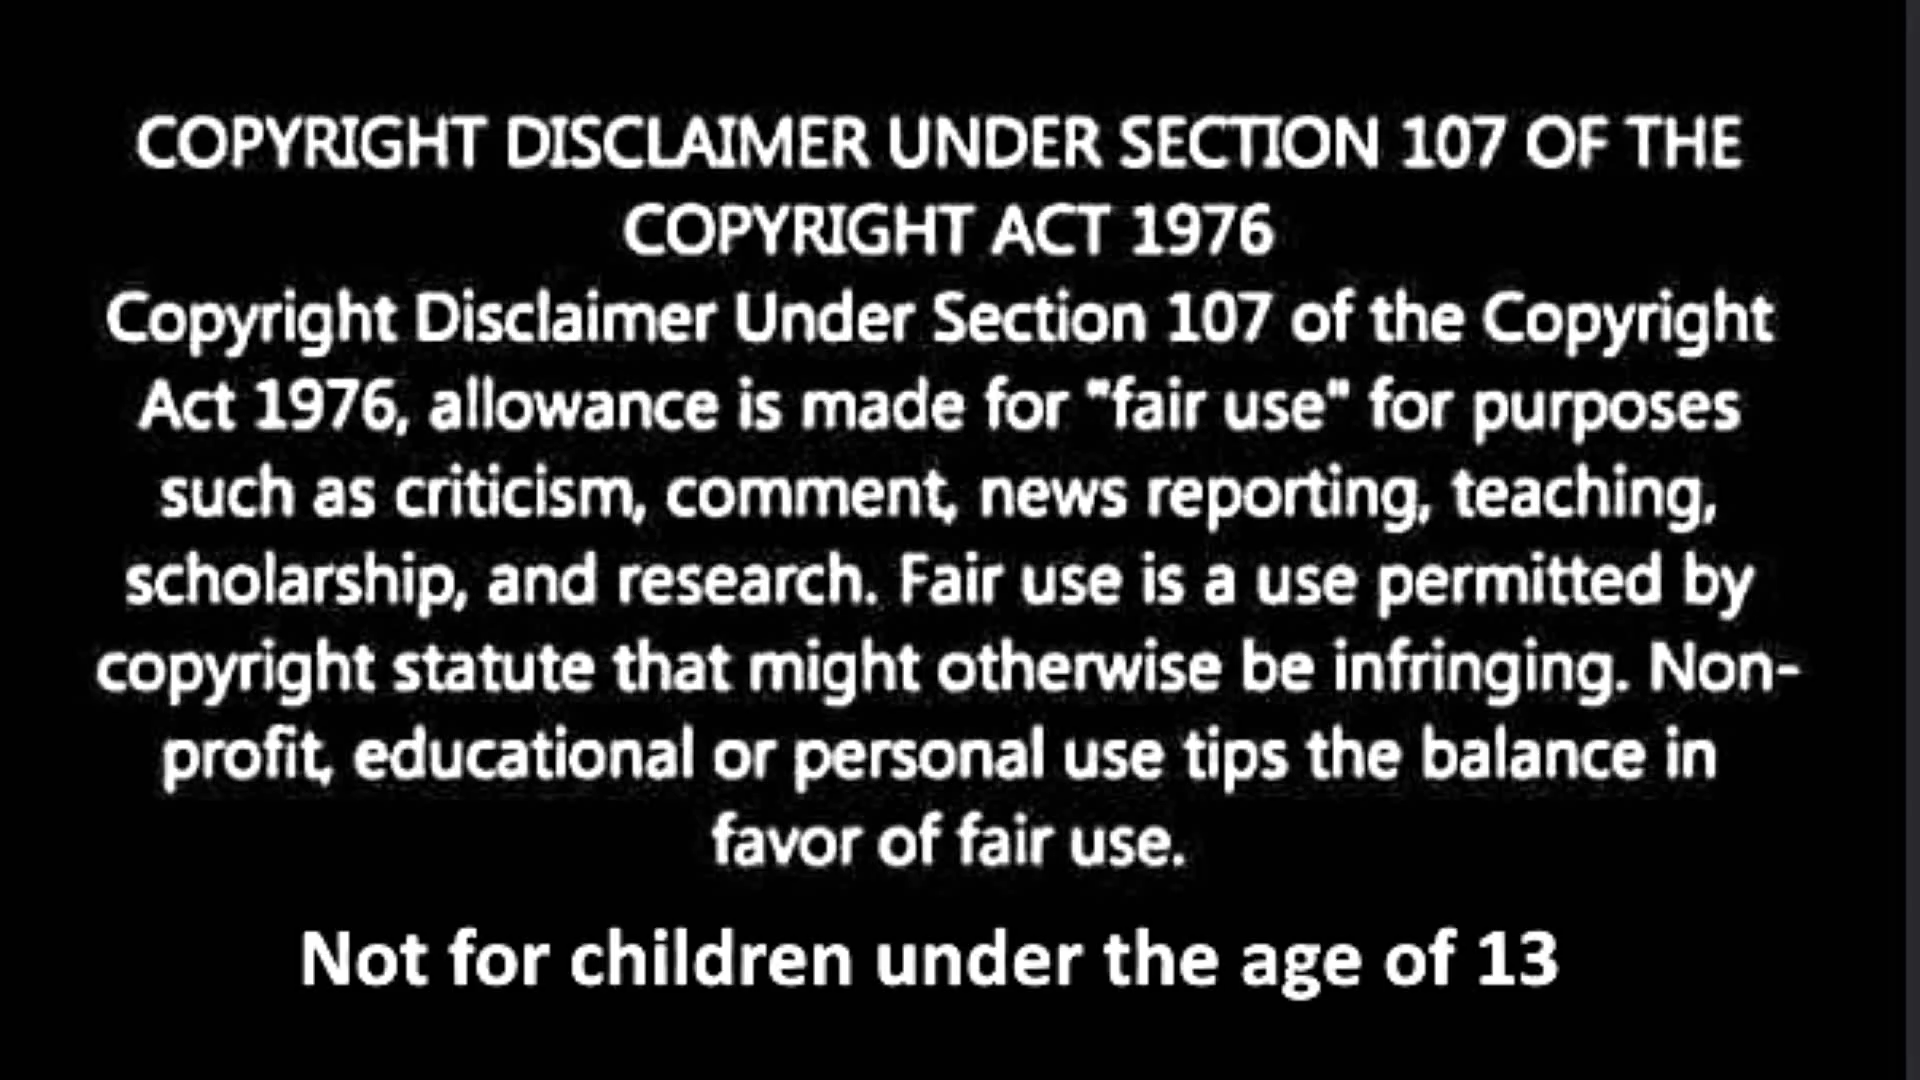 COPYRIGHT DISCLAIMER UNDER SECTION 107 OF THE
COPYRIGHT ACT 1976
Copyright Disclaimer Under Section 107 of the Copyright
Act 1976, allowance is made for "fair use" for purposes
such as criticism, comment, news reporting, teaching,
scholarship, and research. Fair use is a use permitted by
copyright statute that might otherwise be infringing. Non-
profit, educational or personal use tips the balance in
favor of fair use.
Not for children under the age of 13